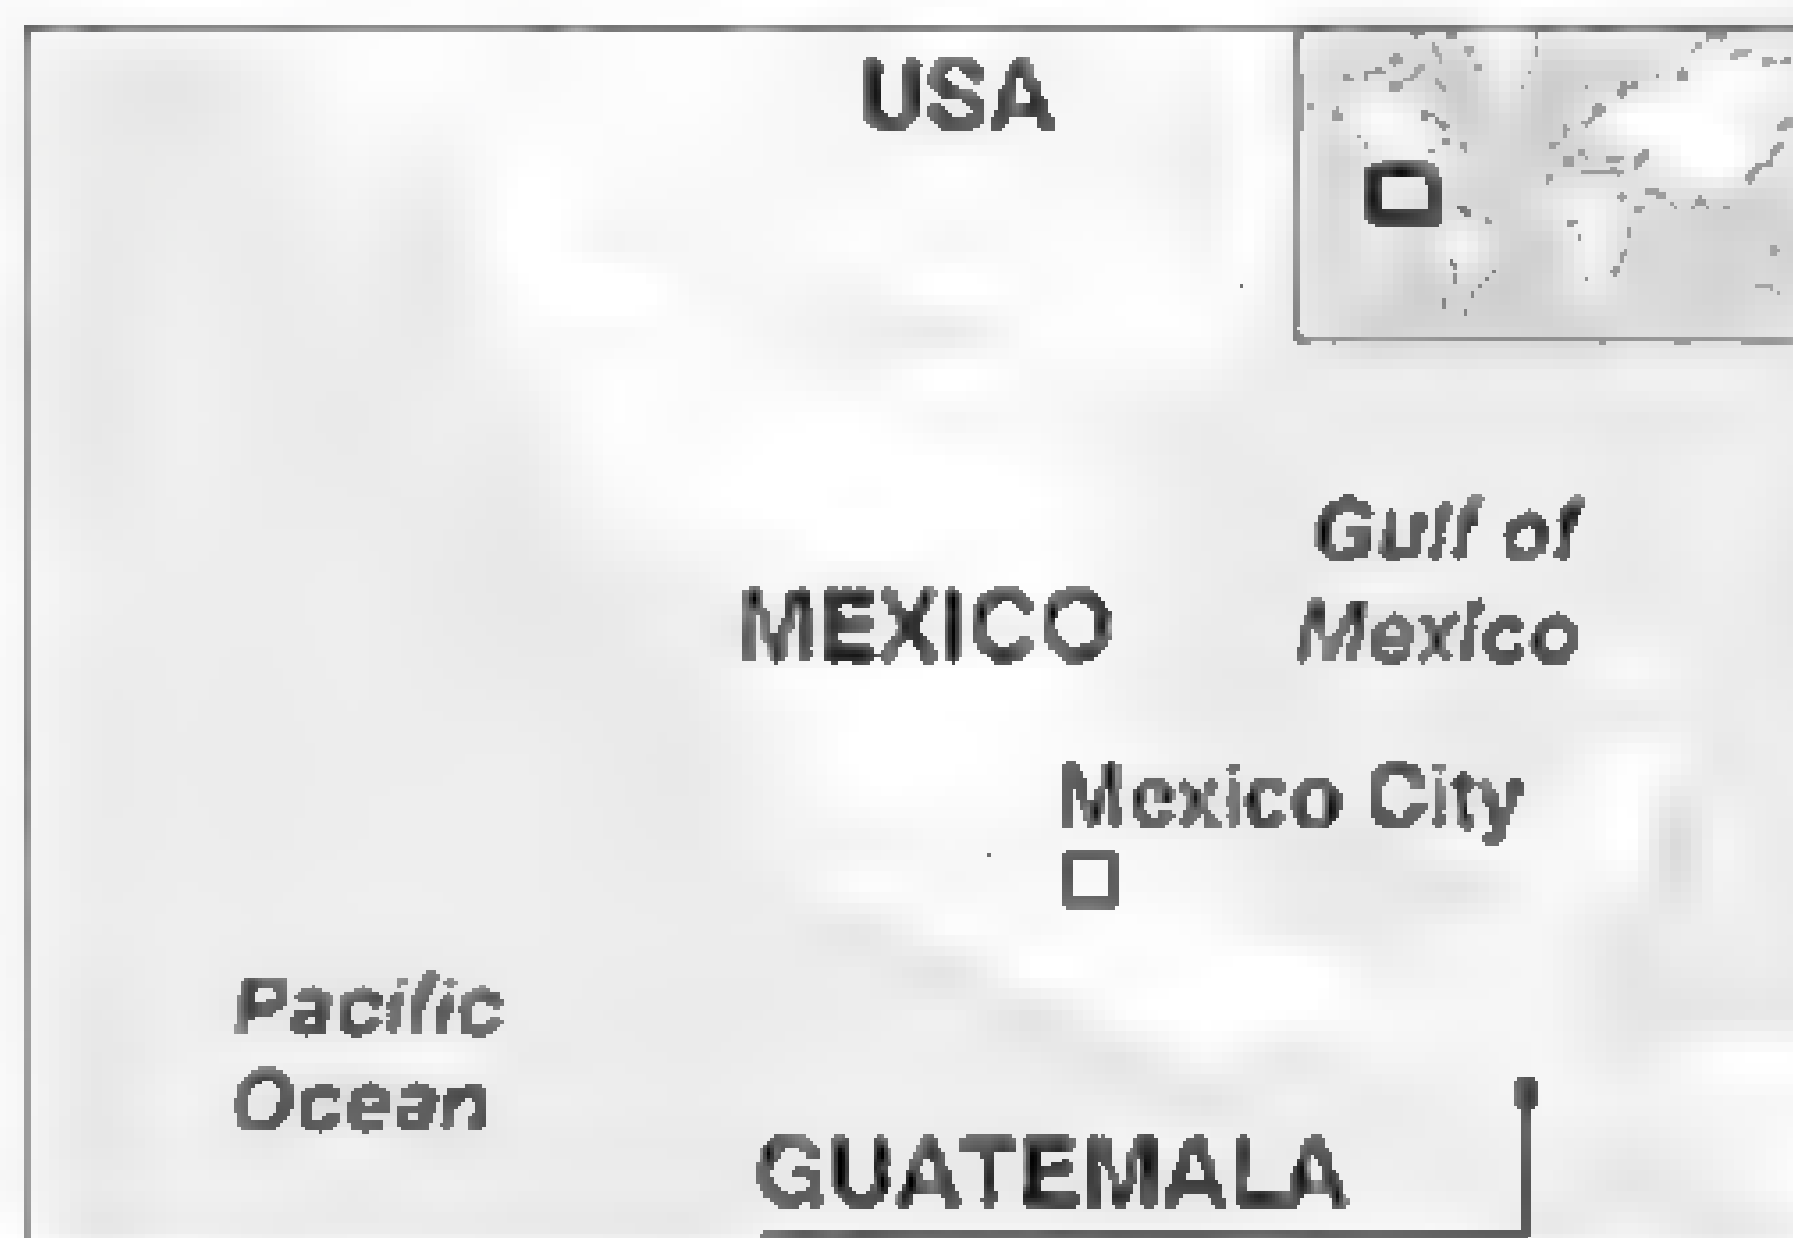 USA
Gulf of
Mexico
MEXICO
Mexico City
Pacific
Ocean
GUATEMALA